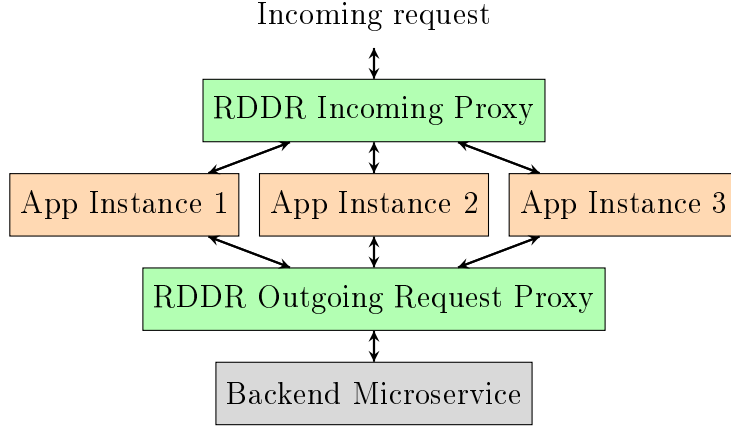 Incoming request
RDDR Incoming Proxy
App Instance 1
App Instance 2
App Instance 3
RDDR Outgoing Request Proxy
Backend Microservice